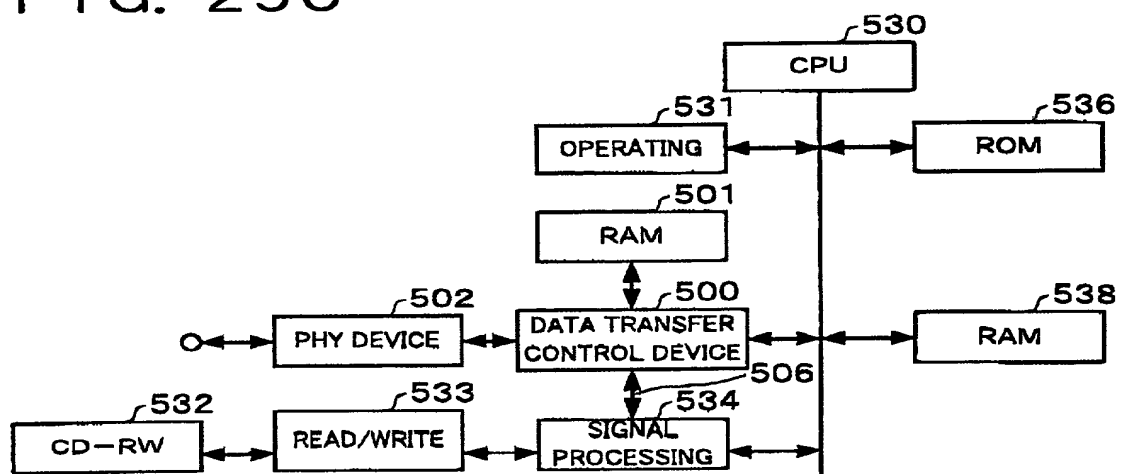 530
CPU
531
OPERATING
536
ROM
501
RAM
502
PHY DEVICE
500
DATA TRANSFER
CONTROL DEVICE
538
RAM
506
532
CD-RW
533
READ/WRITE
534
SIGNAL
PROCESSING